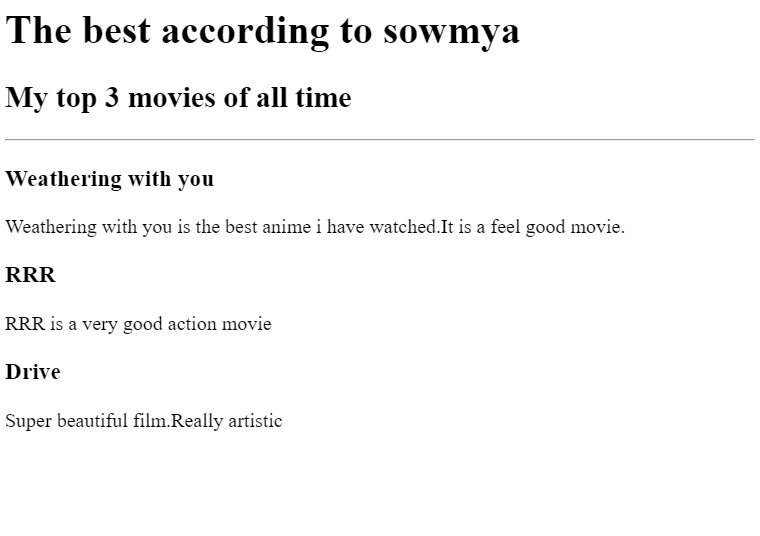 The best according to sowmya
My top 3 movies of all time
Weathering with you
Weathering with you is the best anime i have watched.It is a feel good movie.
RRR
RRR is a very good action movie
Drive
Super beautiful film.Really artistic